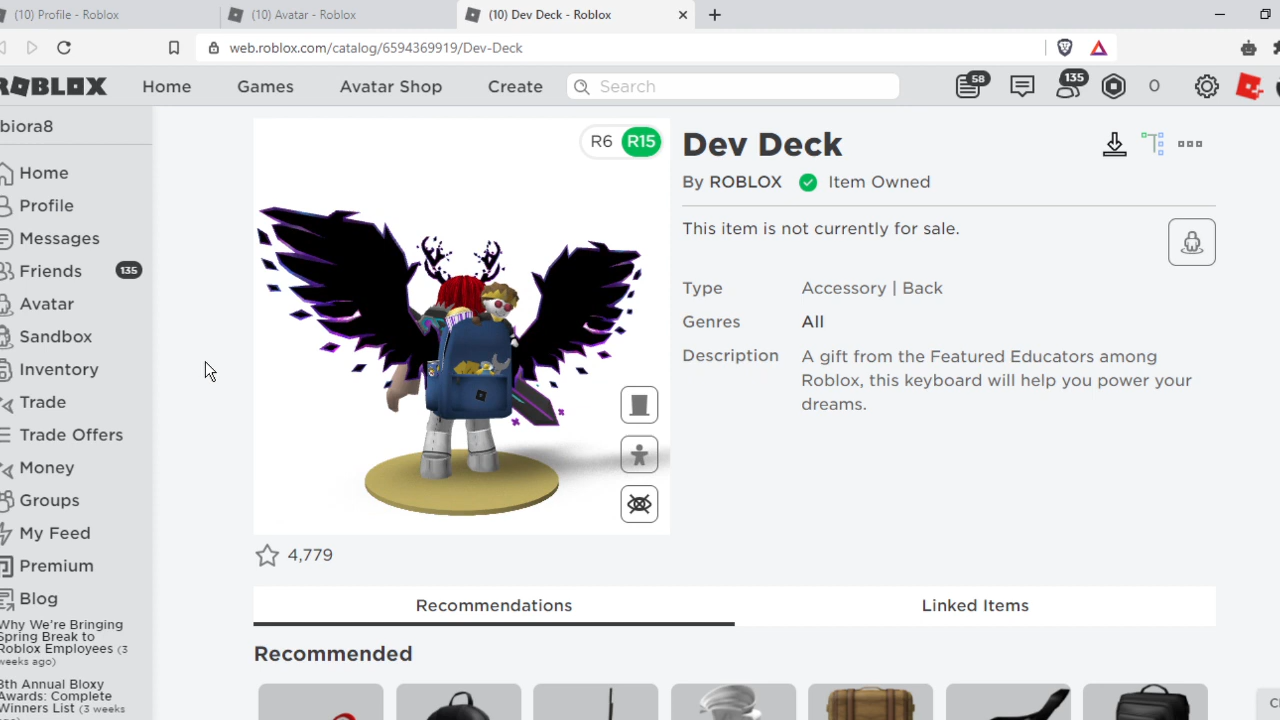 (10) Profile - Roblox
(10) Avatar - Roblox
(10) Dev Deck - Roblox
web.roblox.com/catalog/6594369919/Dev-Deck
ROBLOX
Home
Games
Avatar Shop
Create
Search
58
135
0
biora8
Home
Profile
Messages
Friends
135
Avatar
Sandbox
Inventory
Trade
Trade Offers
Money
Groups
My Feed
Premium
Blog
Why We're Bringing
Spring Break to
Roblox Employees (3
weeks ago)
8th Annual Bloxy
Awards: Complete
Winners List (3 weeks
R6
R15
4,779
Dev Deck
By ROBLOX
Item Owned
This item is not currently for sale.
Type
Accessory | Back
Genres
All
Description
A gift from the Featured Educators among
Roblox, this keyboard will help you power your
dreams.
Recommendations
Linked Items
Recommended